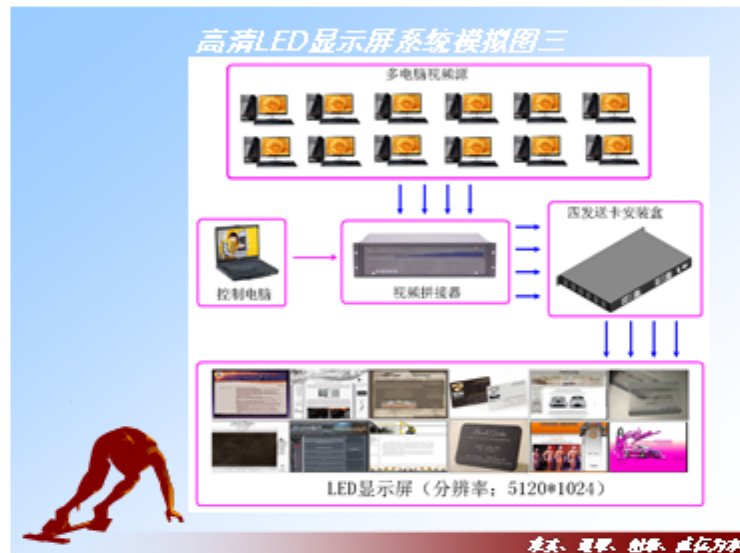 高清LED显示屏系统模拟图三
多电脑视频源
四发送卡安装盒
控制电脑
视频拼接器
LED显示屏（分辨率：5120*1024）